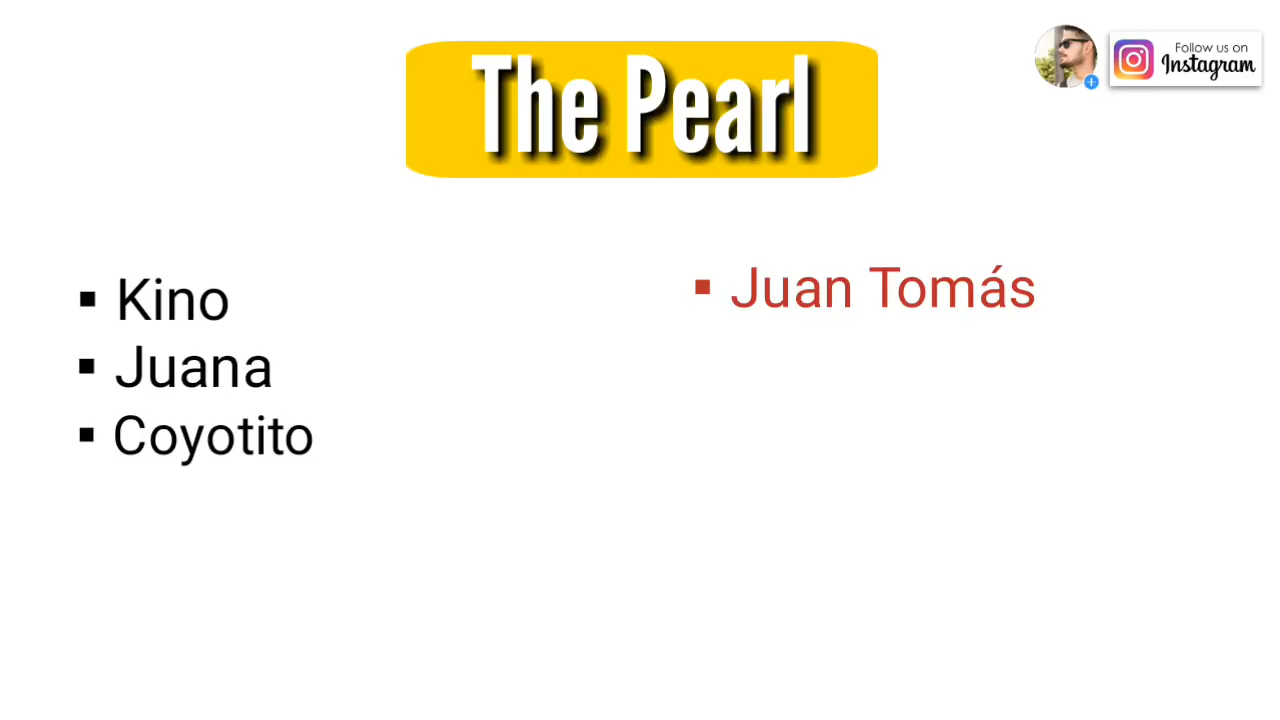 The Pearl
Follow us on
Instagram
▪ Kino
▪ Juana
▪ Coyotito
▪ Juan Tomás